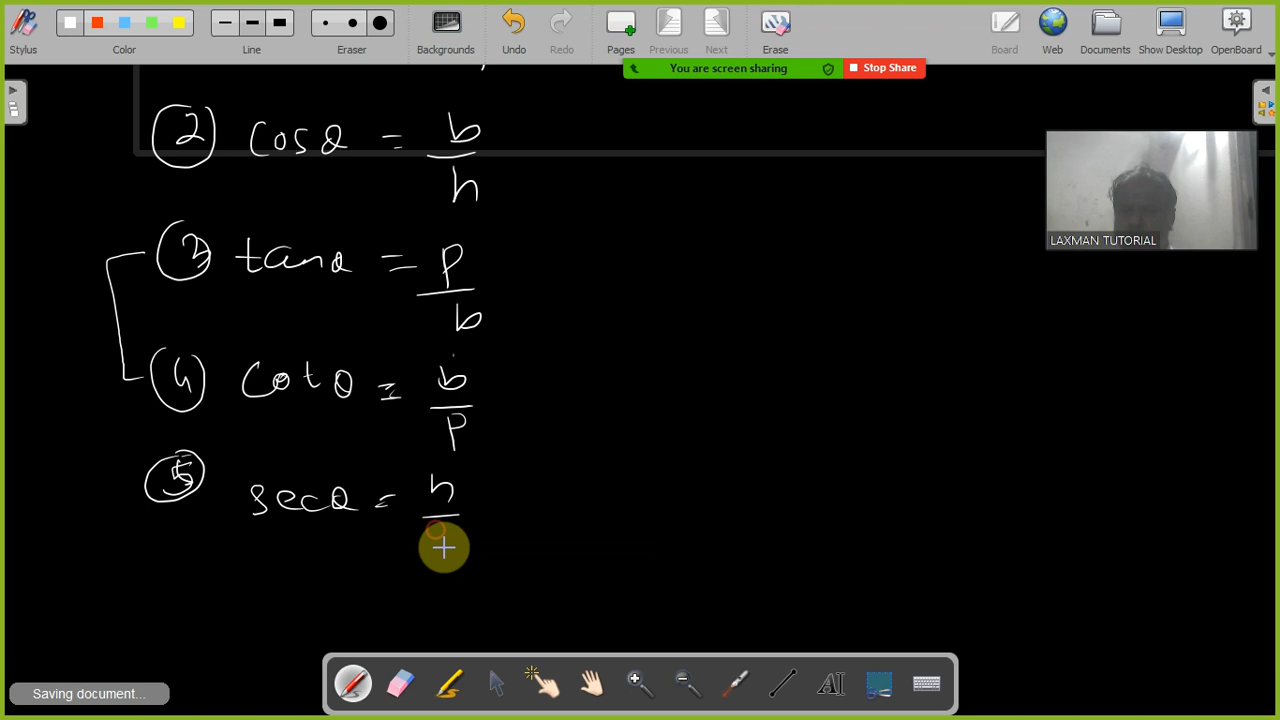 Stylus Color Line Eraser Backgrounds Undo Redo Pages Previous Next Erase Board Web Documents Show Desktop OpenBoard
You are screen sharing Stop Share
② cosθ = b/h
③ tanθ = p/b
④ cotθ = b/p
⑤ secθ = h/
LAXMAN TUTORIAL
Saving document...
AI